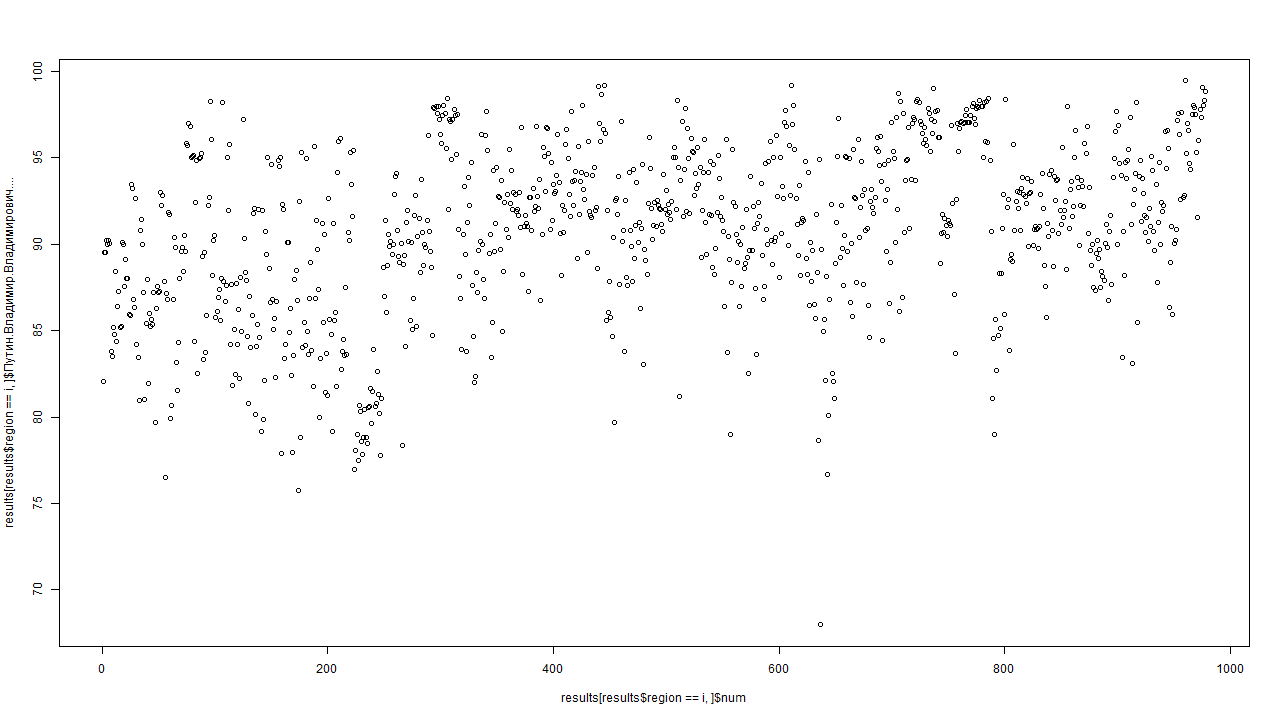 100
95
90
85
80
75
70
results[results$region == i, ]$Путин.Владимир.Владимирович....
0 200 400 600 800 1000
results[results$region == i, ]$num